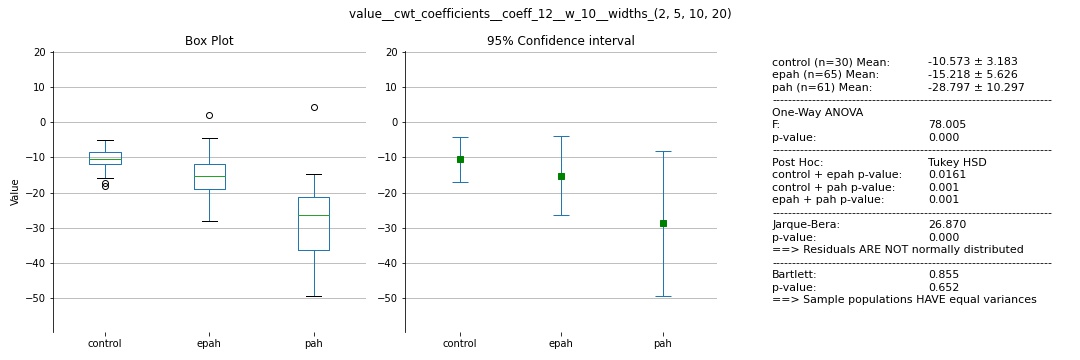 value__cwt_coefficients__coeff_12__w_10__widths_(2, 5, 10, 20)
Box Plot
Value
20
10
0
−10
−20
−30
−40
−50
control epah pah
95% Confidence interval
20
10
0
−10
−20
−30
−40
−50
control epah pah
control (n=30) Mean: -10.573 ± 3.183
epah (n=65) Mean: -15.218 ± 5.626
pah (n=61) Mean: -28.797 ± 10.297
One-Way ANOVA
F: 78.005
p-value: 0.000
Post Hoc: Tukey HSD
control + epah p-value: 0.0161
control + pah p-value: 0.001
epah + pah p-value: 0.001
Jarque-Bera: 26.870
p-value: 0.000
==> Residuals ARE NOT normally distributed
Bartlett: 0.855
p-value: 0.652
==> Sample populations HAVE equal variances